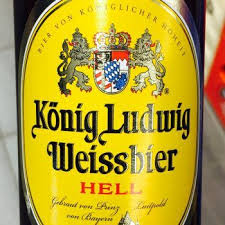 BIER VON KÖNIGLICHER HOHEIT
König Ludwig
Weissbier
HELL
Gebraut von Prinz Luitpold
von Bayern